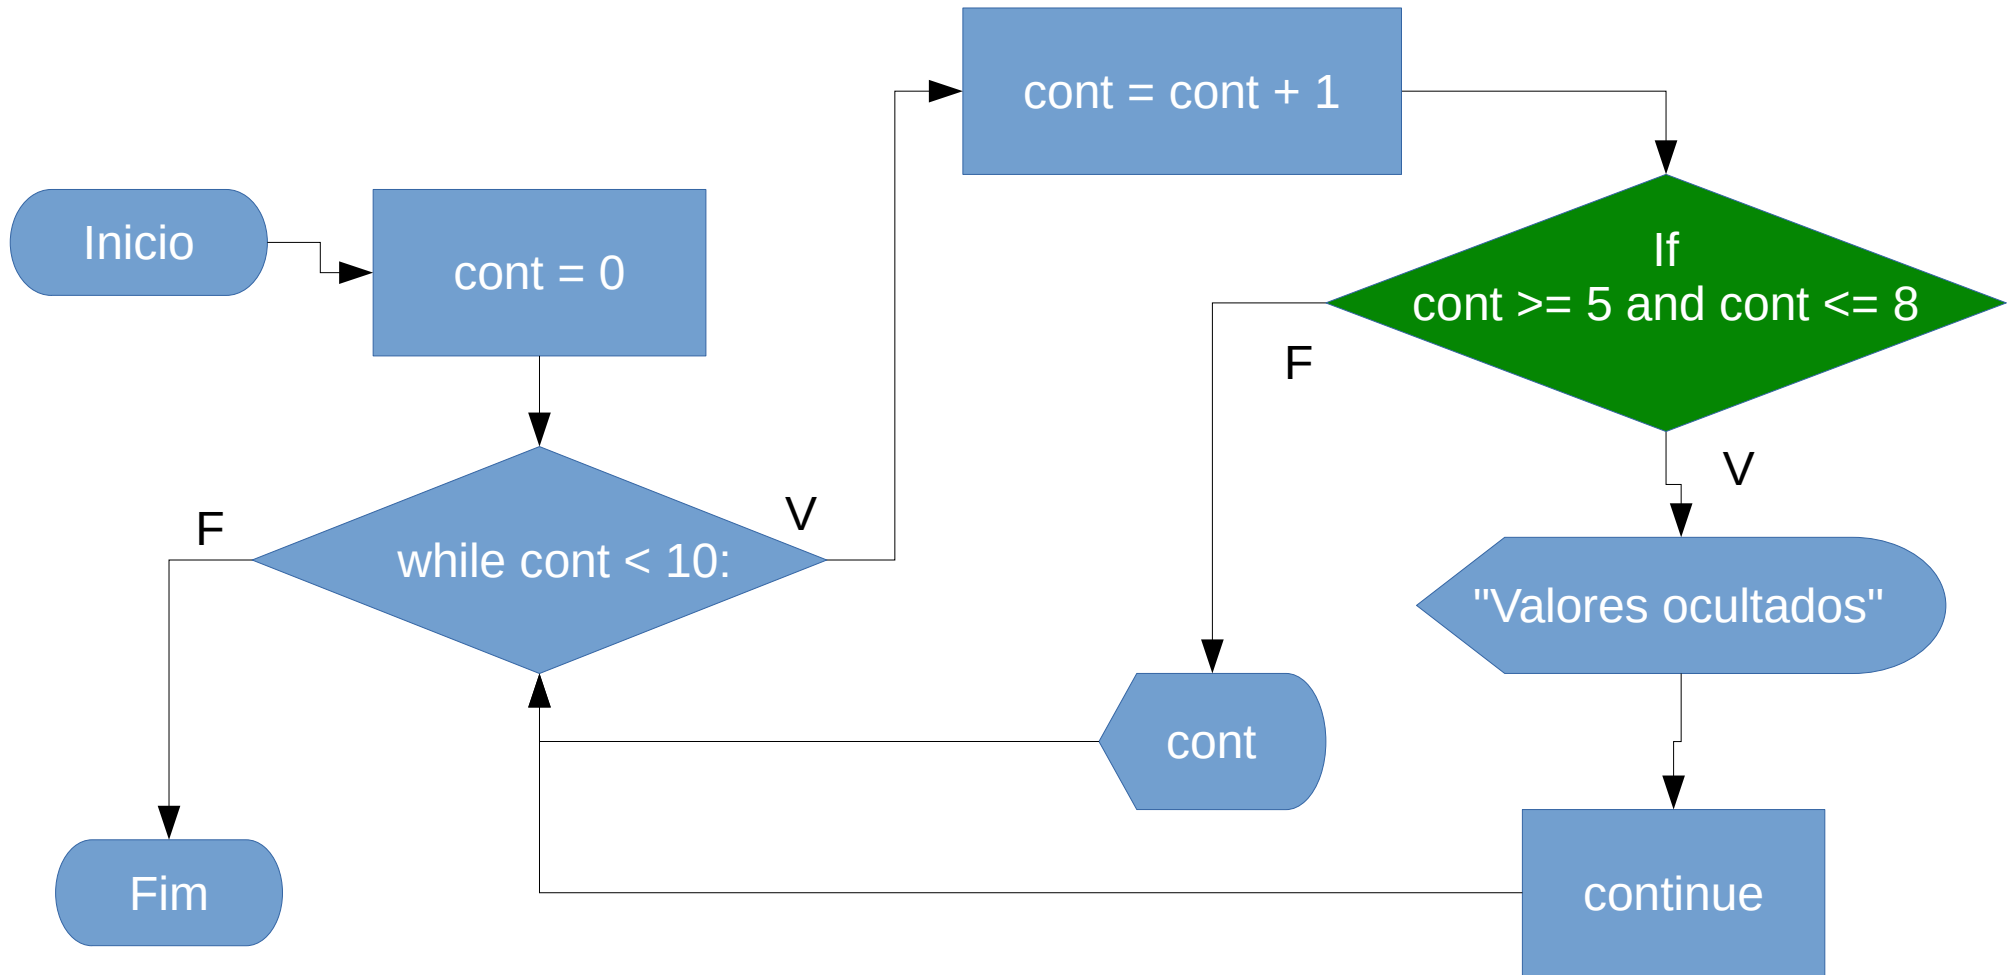 Inicio
cont = 0
while cont < 10:
F
V
cont = cont + 1
If
cont >= 5 and cont <= 8
F
V
"Valores ocultados"
cont
continue
Fim